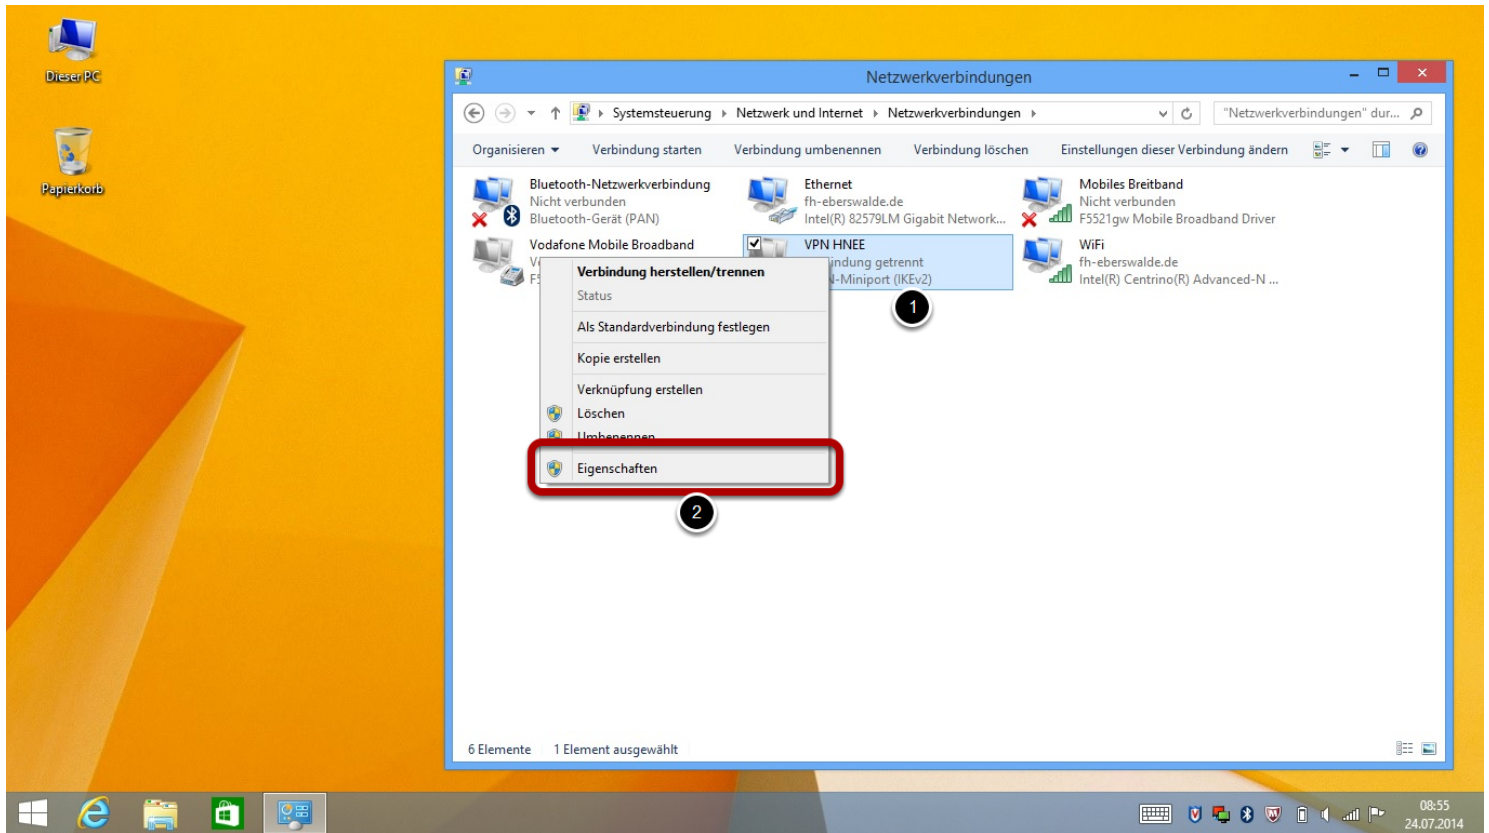 Dieser PC
Papierkorb
Netzwerkverbindungen
Systemsteuerung
Netzwerk und Internet
Netzwerkverbindungen
"Netzwerkverbindungen" dur...
Organisieren
Verbindung starten
Verbindung umbenennen
Verbindung löschen
Einstellungen dieser Verbindung ändern
Bluetooth-Netzwerkverbindung
Nicht verbunden
Bluetooth-Gerät (PAN)
Ethernet
fh-eberswalde.de
Intel(R) 82579LM Gigabit Network...
Mobiles Breitband
Nicht verbunden
F5521gw Mobile Broadband Driver
Vodafone Mobile Broadband
VPN HNEE
indung getrennt
-Miniport (IKEv2)
WiFi
fh-eberswalde.de
Intel(R) Centrino(R) Advanced-N ...
1
Verbindung herstellen/trennen
Status
Als Standardverbindung festlegen
Kopie erstellen
Verknüpfung erstellen
Löschen
Umbenennen
Eigenschaften
2
6 Elemente
1 Element ausgewählt
08:55
24.07.2014